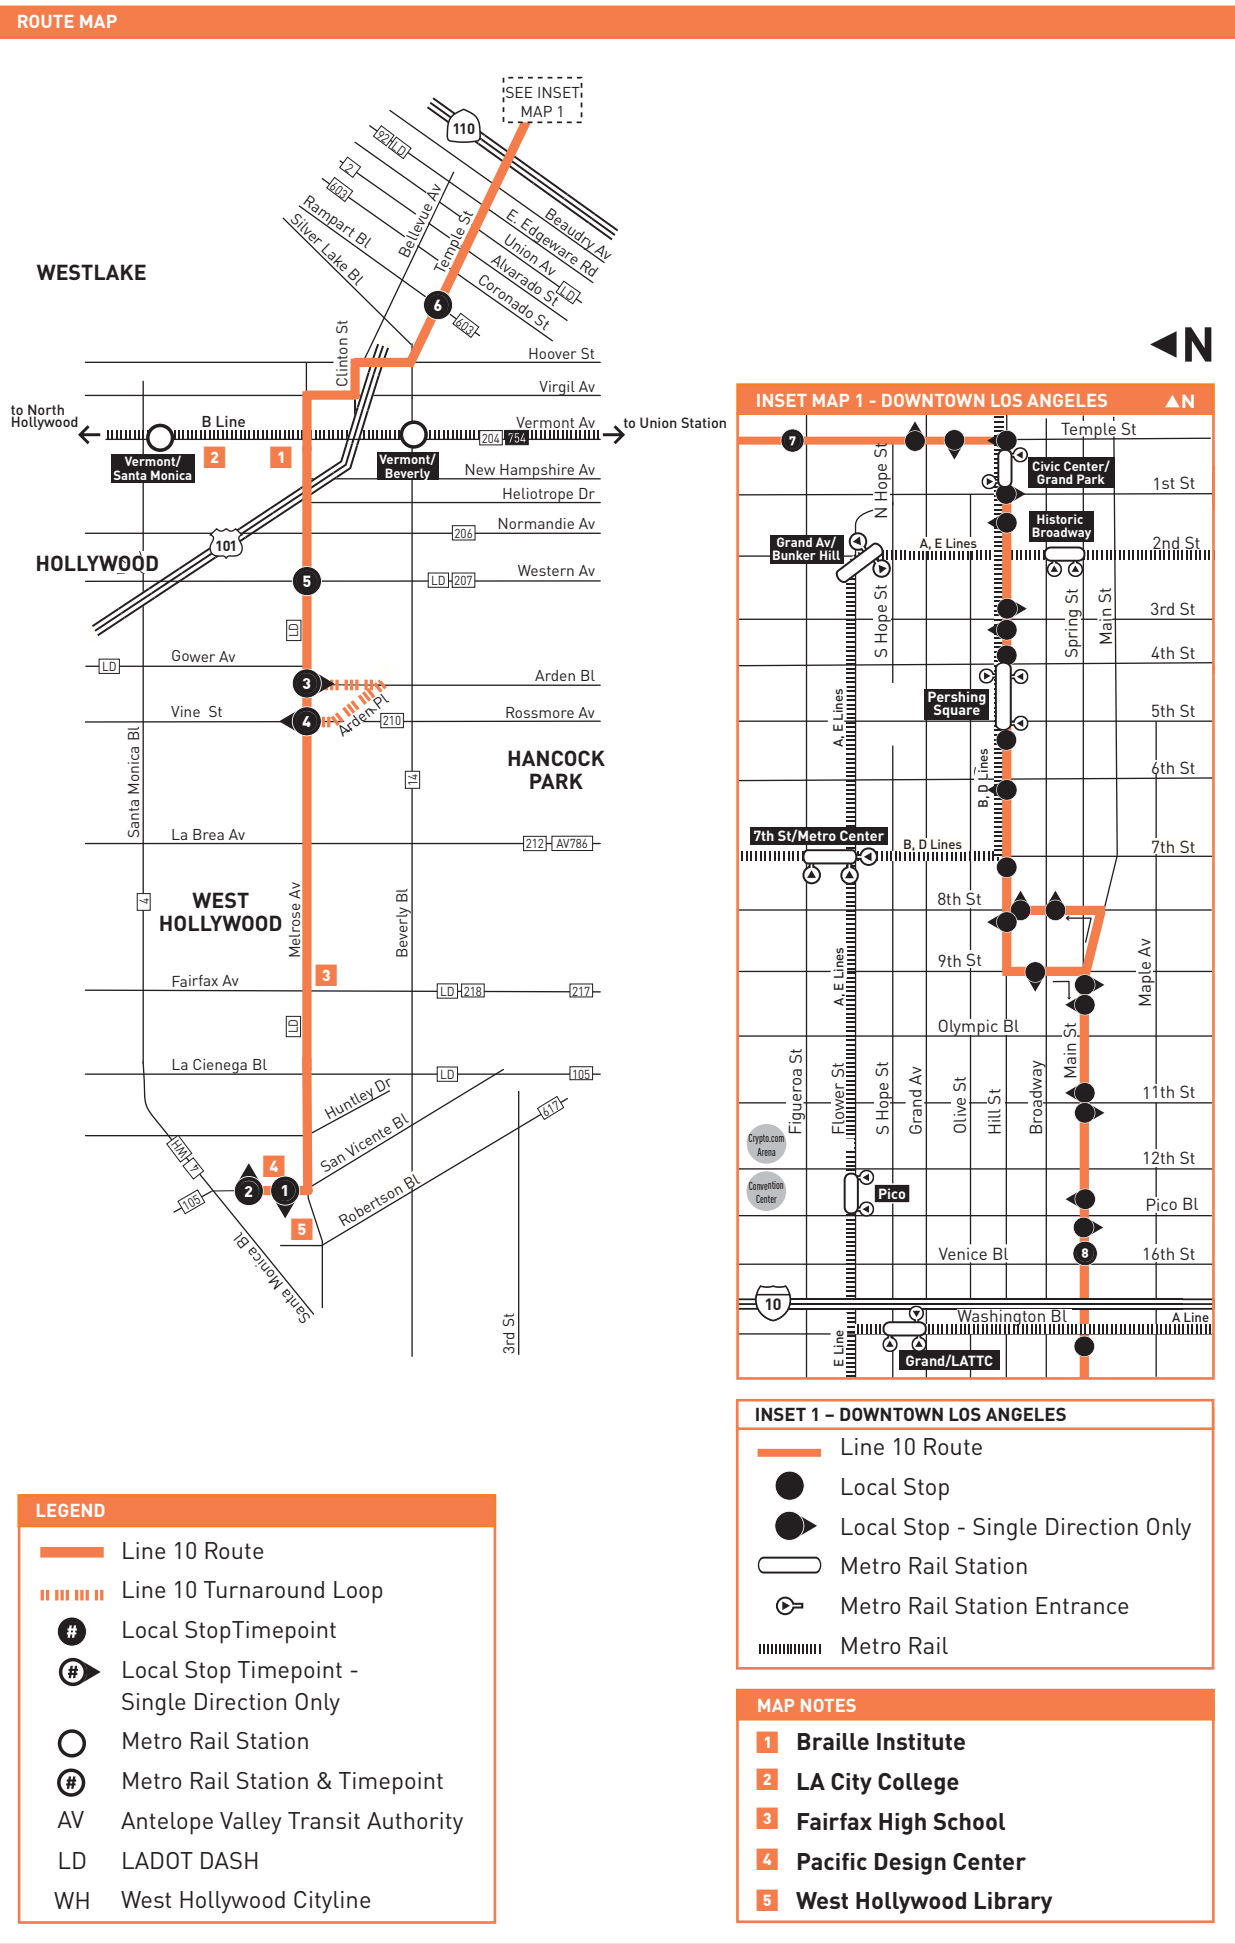 ROUTE MAP
SEE INSET
MAP 1
110
92
LD
2
603
Rampart Bl
Silver Lake Bl
Bellevue Av
Temple St
Beaudry Av
E. Edgeware Rd
Union Av
LD
Alvarado St
Coronado St
603
6
WESTLAKE
Clinton St
Hoover St
Virgil Av
to North
Hollywood
B Line
Vermont Av
to Union Station
204
754
Vermont/
Santa Monica
2
1
Vermont/
Beverly
New Hampshire Av
Heliotrope Dr
Normandie Av
206
101
HOLLYWOOD
5
Western Av
LD
207
LD
Gower Av
LD
3
Arden Bl
Vine St
4
Arden Pl
210
Rossmore Av
HANCOCK
PARK
Santa Monica Bl
14
La Brea Av
212
AV786
4
WEST
HOLLYWOOD
Melrose Av
Beverly Bl
3
Fairfax Av
LD
218
217
LD
La Cienega Bl
LD
105
Huntley Dr
San Vicente Bl
617
WH
4
4
105
2
1
5
Robertson Bl
Santa Monica Bl
3rd St
N
INSET MAP 1 - DOWNTOWN LOS ANGELES
N
7
Temple St
N Hope St
Civic Center/
Grand Park
1st St
Historic
Broadway
Grand Av/
Bunker Hill
A, E Lines
2nd St
S Hope St
Spring St
Main St
3rd St
4th St
A, E Lines
Pershing
Square
5th St
B, D Lines
6th St
7th St/Metro Center
B, D Lines
7th St
8th St
9th St
A, E Lines
Maple Av
Olympic Bl
Main St
Figueroa St
Flower St
S Hope St
Grand Av
Olive St
Hill St
Broadway
11th St
Crypto.com
Arena
12th St
Convention
Center
Pico
Pico Bl
Venice Bl
8
16th St
10
Washington Bl
A Line
E Line
Grand/LATTC
INSET 1 – DOWNTOWN LOS ANGELES
Line 10 Route
Local Stop
Local Stop - Single Direction Only
Metro Rail Station
Metro Rail Station Entrance
Metro Rail
LEGEND
Line 10 Route
Line 10 Turnaround Loop
# Local StopTimepoint
# Local Stop Timepoint -
Single Direction Only
Metro Rail Station
# Metro Rail Station & Timepoint
AV Antelope Valley Transit Authority
LD LADOT DASH
WH West Hollywood Cityline
MAP NOTES
1 Braille Institute
2 LA City College
3 Fairfax High School
4 Pacific Design Center
5 West Hollywood Library